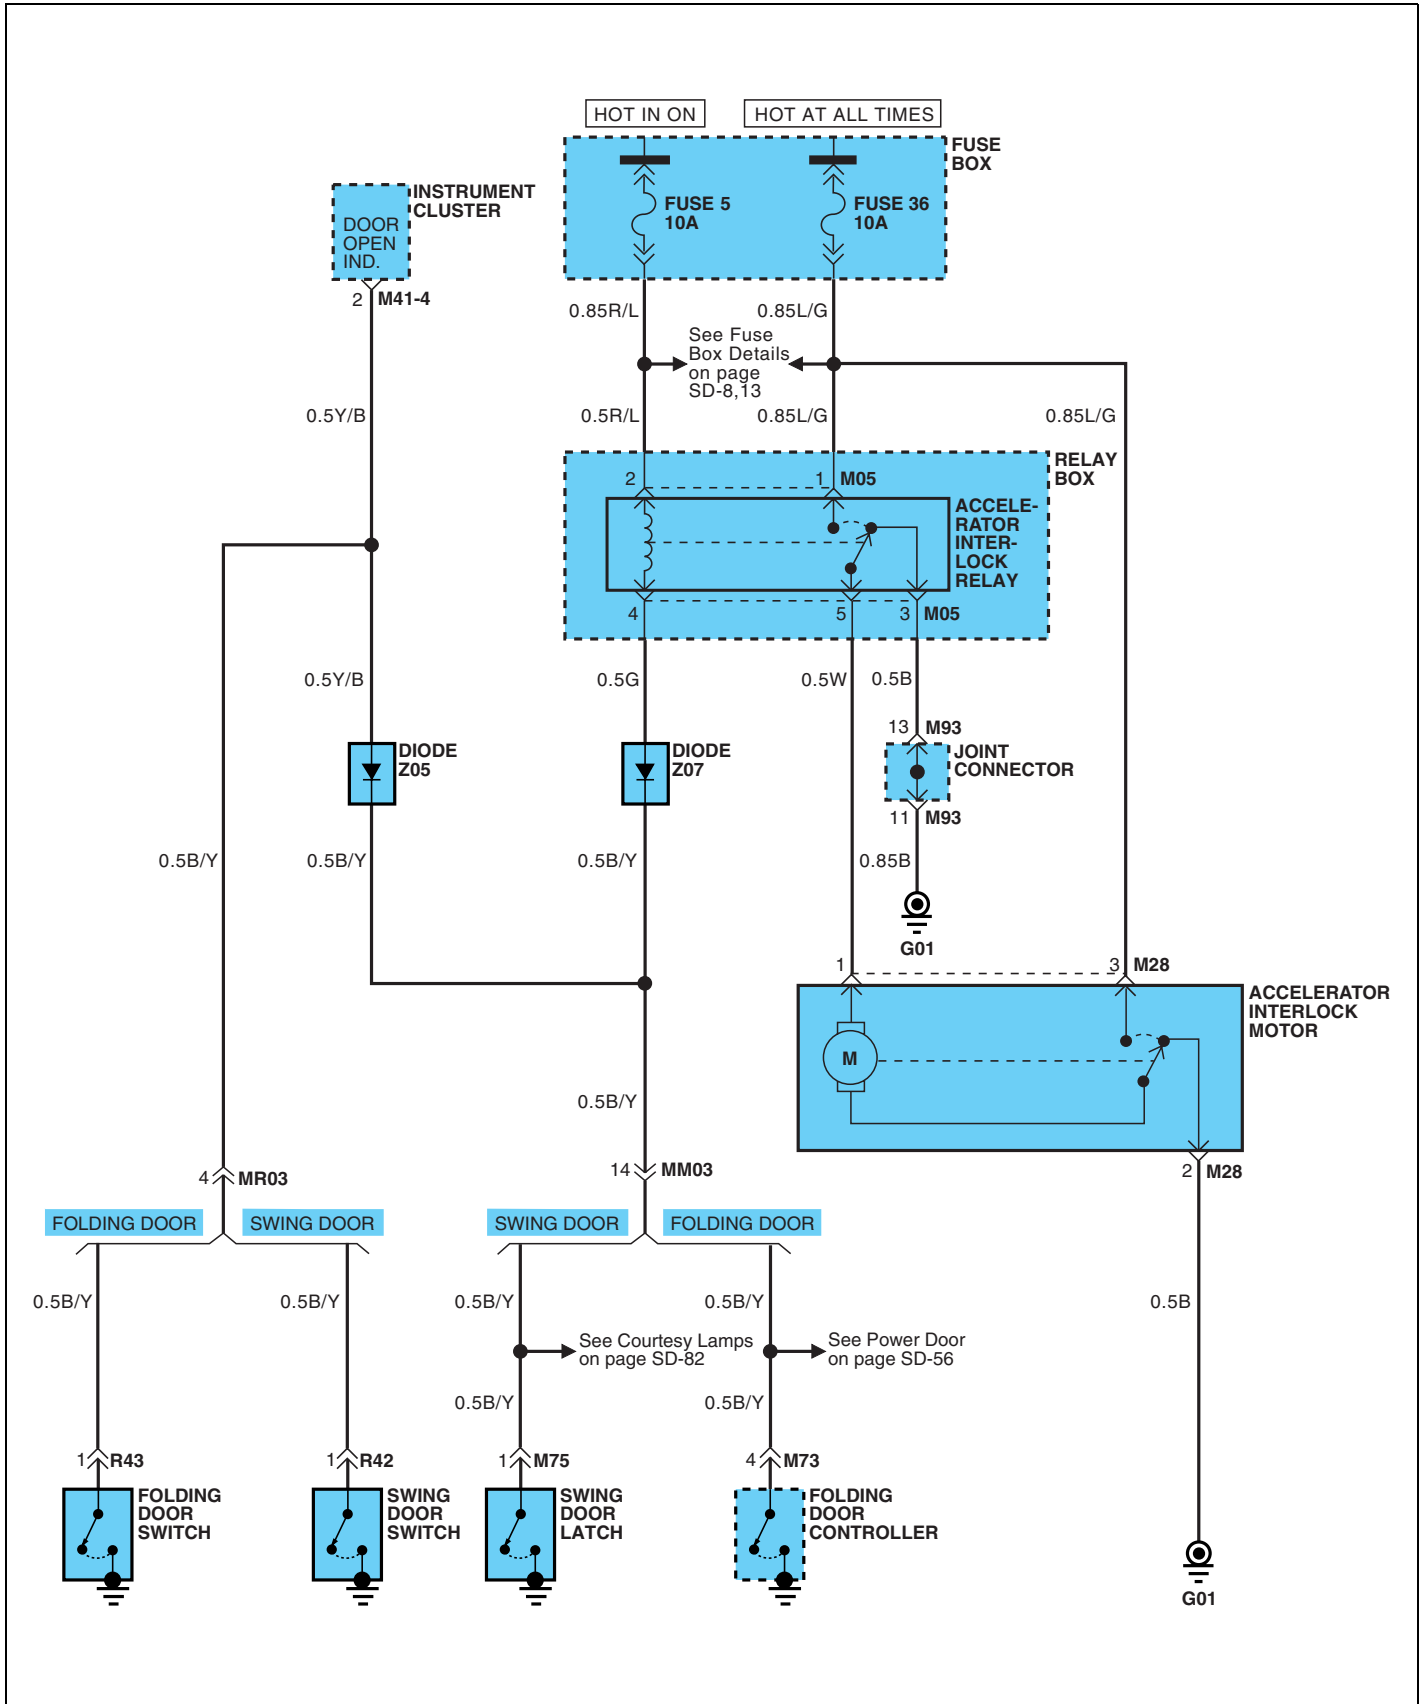 HOT IN ON
HOT AT ALL TIMES
FUSE
BOX
FUSE 5
10A
FUSE 36
10A
INSTRUMENT
CLUSTER
DOOR
OPEN
IND.
2
M41-4
0.85R/L
0.85L/G
See Fuse
Box Details
on page
SD-8,13
0.5Y/B
0.5R/L
0.85L/G
0.85L/G
RELAY
BOX
2
1
M05
ACCELE-
RATOR
INTER-
LOCK
RELAY
4
5
3
M05
0.5Y/B
0.5G
0.5W
0.5B
13
M93
DIODE
Z05
DIODE
Z07
JOINT
CONNECTOR
11
M93
0.5B/Y
0.5B/Y
0.5B/Y
0.85B
G01
1
3
M28
ACCELERATOR
INTERLOCK
MOTOR
M
0.5B/Y
4
MR03
14
MM03
2
M28
FOLDING DOOR
SWING DOOR
SWING DOOR
FOLDING DOOR
0.5B/Y
0.5B/Y
0.5B/Y
0.5B/Y
0.5B
See Courtesy Lamps
on page SD-82
See Power Door
on page SD-56
0.5B/Y
0.5B/Y
1
R43
1
R42
1
M75
4
M73
FOLDING
DOOR
SWITCH
SWING
DOOR
SWITCH
SWING
DOOR
LATCH
FOLDING
DOOR
CONTROLLER
G01